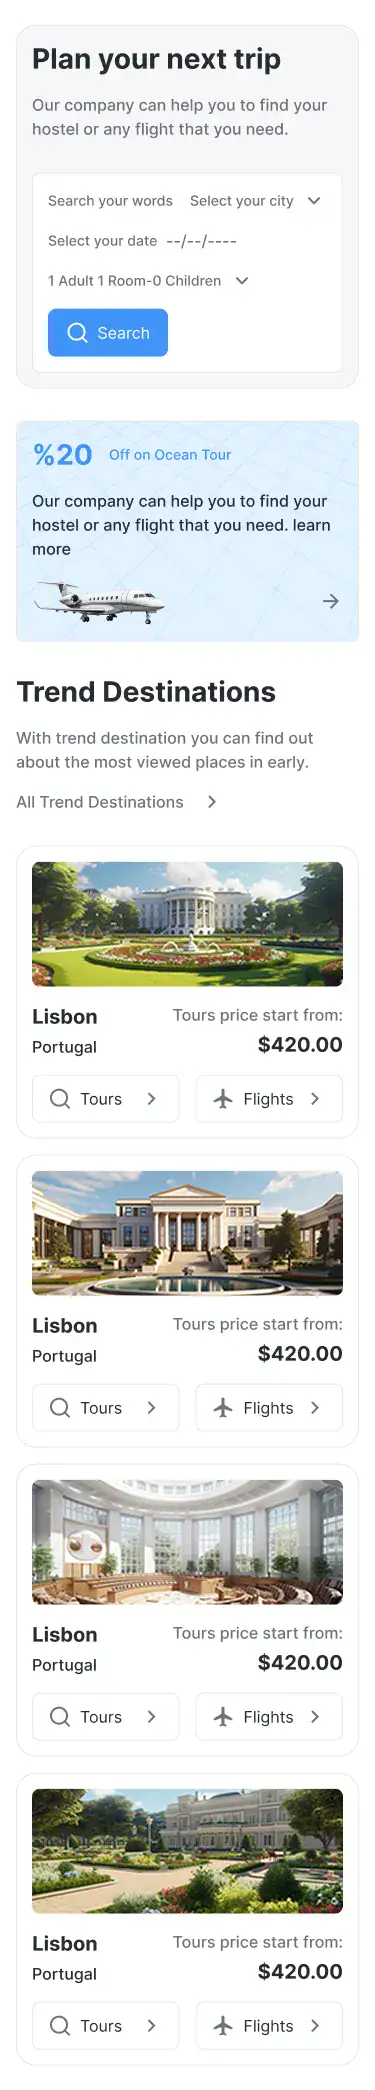 Plan your next trip
Our company can help you to find your
hostel or any flight that you need.
Search your words Select your city
Select your date --/--/----
1 Adult 1 Room-0 Children
Search
%20 Off on Ocean Tour
Our company can help you to find your
hostel or any flight that you need. learn
more
Trend Destinations
With trend destination you can find out
about the most viewed places in early.
All Trend Destinations
Lisbon Tours price start from:
Portugal $420.00
Tours Flights
Lisbon Tours price start from:
Portugal $420.00
Tours Flights
Lisbon Tours price start from:
Portugal $420.00
Tours Flights
Lisbon Tours price start from:
Portugal $420.00
Tours Flights